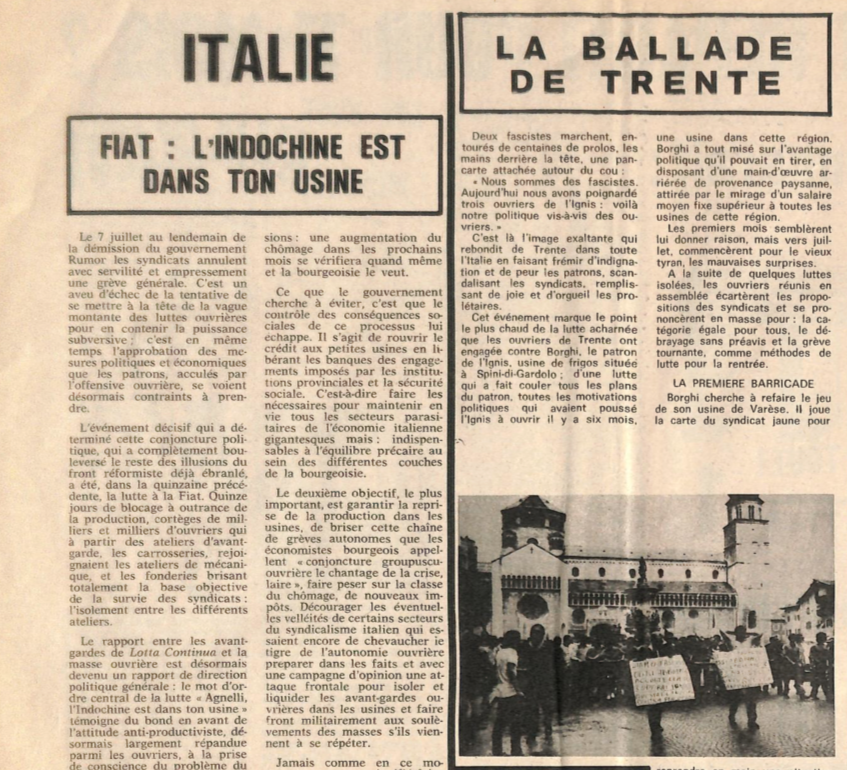 ITALIE
FIAT : L'INDOCHINE EST
DANS TON USINE
Le 7 juillet au lendemain de
la démission du gouvernement
Rumor les syndicats annulent
avec servilité et empressement
une grève générale. C'est un
aveu d'échec de la tentative de
se mettre à la tête de la vague
montante des luttes ouvrières
pour en contenir la puissance
subversive ; c'est en même
temps l'approbation des me-
sures politiques et économiques
que les patrons, acculés par
l'offensive ouvrière, se voient
désormais contraints à pren-
dre.
L'événement décisif qui a dé-
terminé cette conjoncture poli-
tique, qui a complètement bou-
leversé le reste des illusions du
front réformiste déjà ébranlé,
a été, dans la quinzaine précé-
dente, la lutte à la Fiat. Quinze
jours de blocage à outrance de
la production, cortèges de mil-
liers et milliers d'ouvriers qui
à partir des ateliers d'avant-
garde, les carrosseries, rejoi-
gnaient les ateliers de mécani-
que, et les fonderies brisant
totalement la base objective
de la survie des syndicats :
l'isolement entre les différents
ateliers.
Le rapport entre les avant-
gardes de Lotta Continua et la
masse ouvrière est désormais
devenu un rapport de direction
politique générale : le mot d'or-
dre central de la lutte « Agnelli,
l'Indochine est dans ton usine »
témoigne du bond en avant de
l'attitude anti-productiviste, dé-
sormais largement répandue
parmi les ouvriers, à la prise
de conscience du problème du
sions : une augmentation du
chômage dans les prochains
mois se vérifiera quand même
et la bourgeoisie le veut.
Ce que le gouvernement
cherche à éviter, c'est que le
contrôle des conséquences so-
ciales de ce processus lui
échappe. Il s'agit de rouvrir le
crédit aux petites usines en li-
bérant les banques des engage-
ments imposés par les institu-
tions provinciales et la sécurité
sociale. C'est-à-dire faire les
nécessaires pour maintenir en
vie tous les secteurs parasi-
taires de l'économie italienne
gigantesques mais : indispen-
sables à l'équilibre précaire au
sein des différentes couches
de la bourgeoisie.
Le deuxième objectif, le plus
important, est garantir la repri-
se de la production dans les
usines, de briser cette chaîne
de grèves autonomes que les
économistes bourgeois appel-
lent « conjoncture groupuscu-
ouvrière le chantage de la crise,
laire », faire peser sur la classe
du chômage, de nouveaux im-
pôts. Décourager les éventuel-
les velléités de certains secteurs
du syndicalisme italien qui es-
saient encore de chevaucher le
tigre de l'autonomie ouvrière
preparer dans les faits et avec
une campagne d'opinion une at-
taque frontale pour isoler et
liquider les avant-gardes ou-
vrières dans les usines et faire
front militairement aux soulè-
vements des masses s'ils vien-
nent à se répéter.
Jamais comme en ce mo-
LA BALLADE
DE TRENTE
Deux fascistes marchent, en-
tourés de centaines de prolos, les
mains derrière la tête, une pan-
carte attachée autour du cou :
« Nous sommes des fascistes.
Aujourd'hui nous avons poignardé
trois ouvriers de l'Ignis : voilà
notre politique vis-à-vis des ou-
vriers. »
C'est là l'image exaltante qui
rebondit de Trente dans toute
l'Italie en faisant frémir d'indigna-
tion et de peur les patrons, scan-
dalisant les syndicats, remplis-
sant de joie et d'orgueil les pro-
létaires.
Cet événement marque le point
le plus chaud de la lutte acharnée
que les ouvriers de Trente ont
engagée contre Borghi, le patron
de l'Ignis, usine de frigos située
à Spini-di-Gardolo ; d'une lutte
qui a fait couler tous les plans
du patron, toutes les motivations
politiques qui avaient poussé
l'Ignis à ouvrir il y a six mois,
une usine dans cette région.
Borghi a tout misé sur l'avantage
politique qu'il pouvait en tirer, en
disposant d'une main-d'œuvre ar-
riérée de provenance paysanne,
attirée par le mirage d'un salaire
moyen fixe supérieur à toutes les
usines de cette région.
Les premiers mois semblèrent
lui donner raison, mais vers juil-
let, commencèrent pour le vieux
tyran, les mauvaises surprises.
A la suite de quelques luttes
isolées, les ouvriers réunis en
assemblée écartèrent les propo-
sitions des syndicats et se pro-
noncèrent en masse pour : la ca-
tégorie égale pour tous, le dé-
brayage sans préavis et la grève
tournante, comme méthodes de
lutte pour la rentrée.
LA PREMIERE BARRICADE
Borghi cherche à refaire le jeu
de son usine de Varèse. Il joue
la carte du syndicat jaune pour